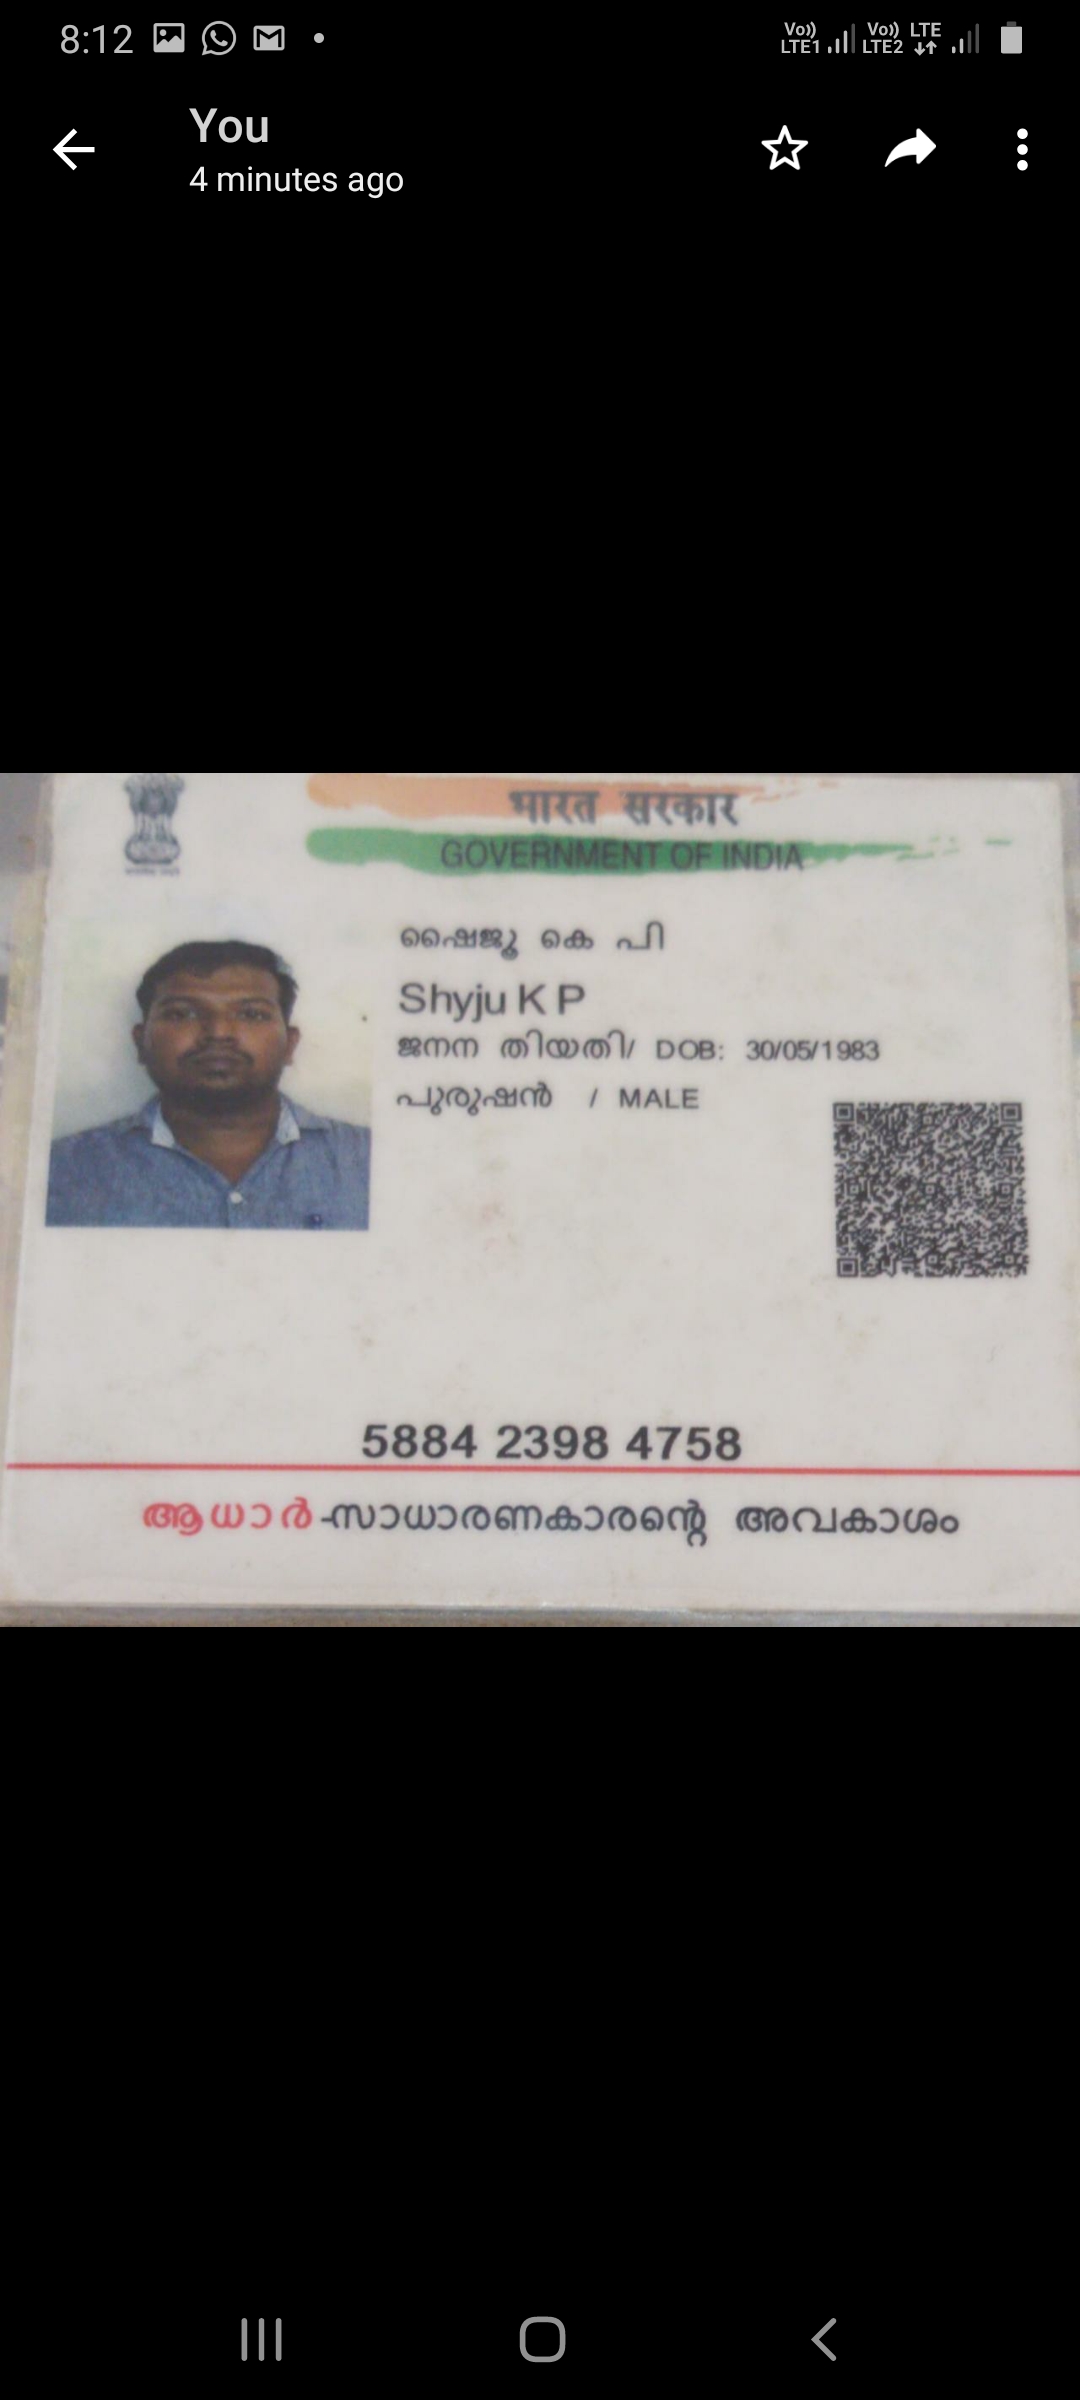 8:12
Vo)) LTE1 Vo)) LTE2 LTE
You
4 minutes ago
भारत सरकार
GOVERNMENT OF INDIA
ഷൈജൂ കെ പി
Shyju K P
ജനന തിയതി/ DOB: 30/05/1983
പുരുഷൻ / MALE
5884 2398 4758
ആധാർ-സാധാരണകാരന്റെ അവകാശം